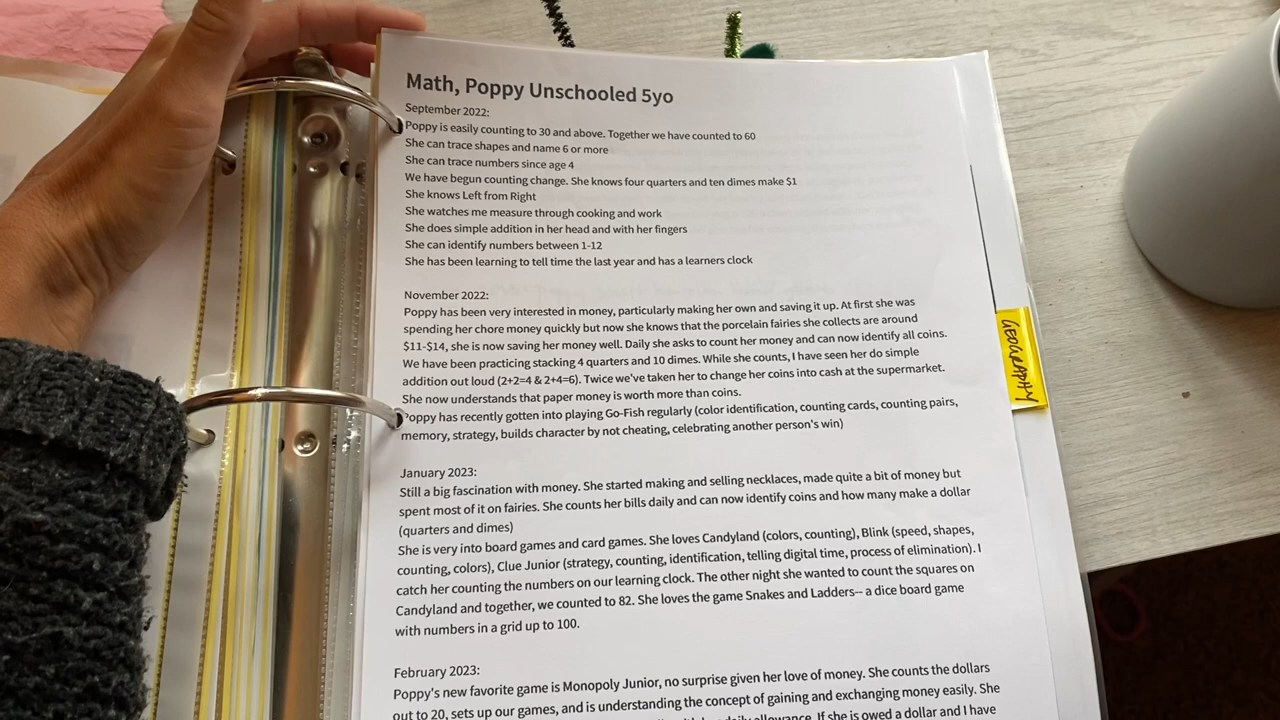 Math, Poppy Unschooled 5yo
September 2022:
Poppy is easily counting to 30 and above. Together we have counted to 60
She can trace shapes and name 6 or more
She can trace numbers since age 4
We have begun counting change. She knows four quarters and ten dimes make $1
She knows Left from Right
She watches me measure through cooking and work
She does simple addition in her head and with her fingers
She can identify numbers between 1-12
She has been learning to tell time the last year and has a learners clock
November 2022:
Poppy has been very interested in money, particularly making her own and saving it up. At first she was
spending her chore money quickly but now she knows that the porcelain fairies she collects are around
$11-$14, she is now saving her money well. Daily she asks to count her money and can now identify all coins.
We have been practicing stacking 4 quarters and 10 dimes. While she counts, I have seen her do simple
addition out loud (2+2=4 & 2+4=6). Twice we've taken her to change her coins into cash at the supermarket.
She now understands that paper money is worth more than coins.
Poppy has recently gotten into playing Go-Fish regularly (color identification, counting cards, counting pairs,
memory, strategy, builds character by not cheating, celebrating another person's win)
January 2023:
Still a big fascination with money. She started making and selling necklaces, made quite a bit of money but
spent most of it on fairies. She counts her bills daily and can now identify coins and how many make a dollar
(quarters and dimes)
She is very into board games and card games. She loves Candyland (colors, counting), Blink (speed, shapes,
counting, colors), Clue Junior (strategy, counting, identification, telling digital time, process of elimination). I
catch her counting the numbers on our learning clock. The other night she wanted to count the squares on
Candyland and together, we counted to 82. She loves the game Snakes and Ladders-- a dice board game
with numbers in a grid up to 100.
February 2023:
Poppy's new favorite game is Monopoly Junior, no surprise given her love of money. She counts the dollars
out to 20, sets up our games, and is understanding the concept of gaining and exchanging money easily. She
daily allowance. If she is owed a dollar and I have
GEOGRAPHY